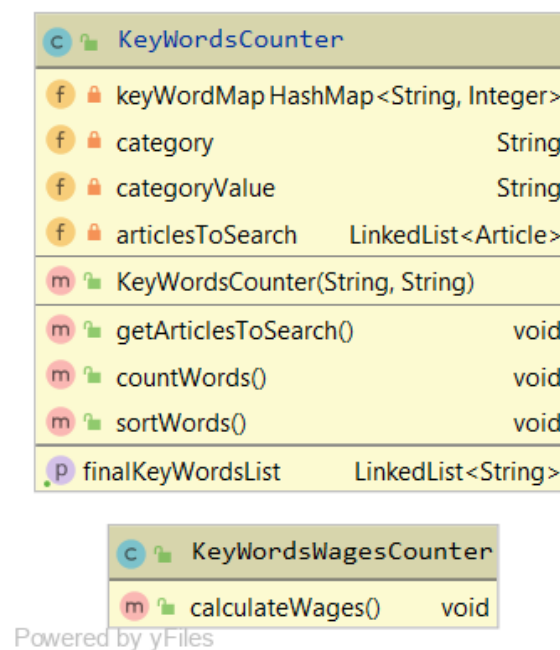 KeyWordsCounter
keyWordMap HashMap<String, Integer>
category String
categoryValue String
articlesToSearch LinkedList<Article>
KeyWordsCounter(String, String)
getArticlesToSearch() void
countWords() void
sortWords() void
finalKeyWordsList LinkedList<String>
KeyWordsWagesCounter
calculateWages() void
Powered by yFiles